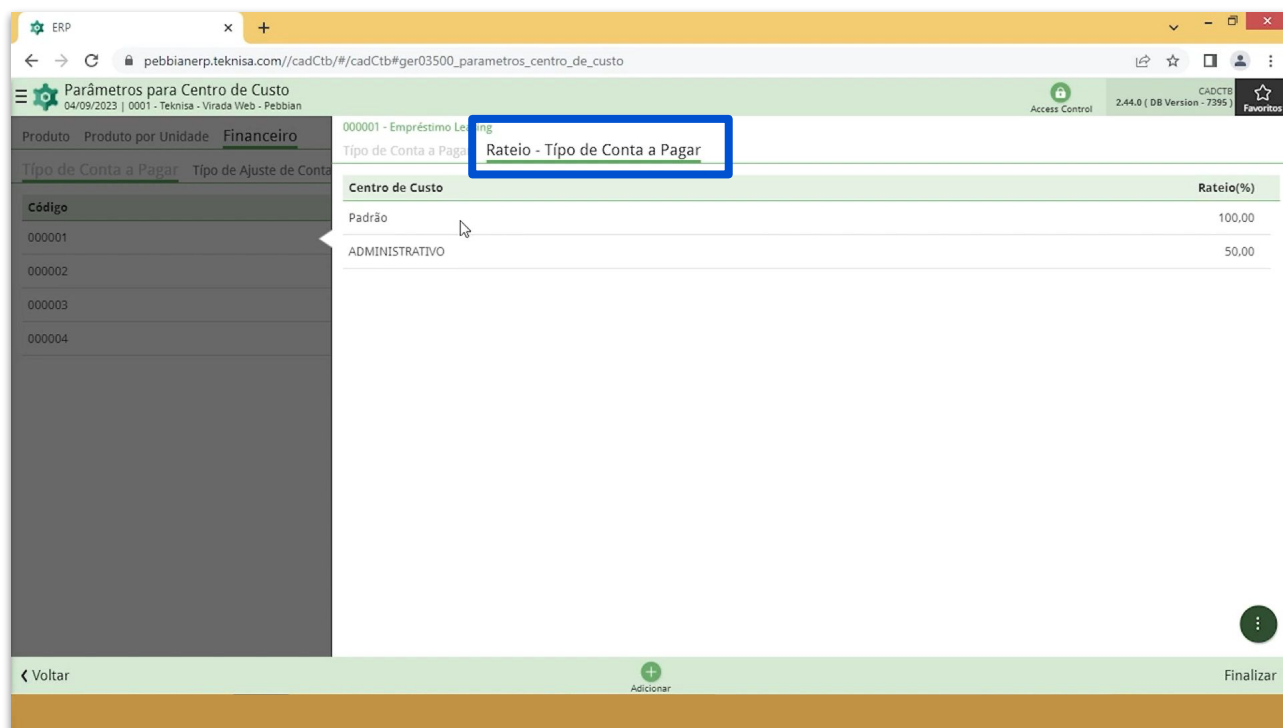 ERP
pebbianerp.teknisa.com//cadCtb/#/cadCtb#ger03500_parametros_centro_de_custo
Parâmetros para Centro de Custo
04/09/2023 | 0001 - Teknisa - Virada Web - Pebbian
Access Control
CADCTB
2.44.0 ( DB Version - 7395 )
Favoritos
Produto Produto por Unidade Financeiro
Típo de Conta a Pagar Típo de Ajuste de Conta
Código
000001
000002
000003
000004
000001 - Empréstimo Leasing
Típo de Conta a Pagar Rateio - Típo de Conta a Pagar
Centro de Custo Rateio(%)
Padrão 100,00
ADMINISTRATIVO 50,00
Voltar
Adicionar
Finalizar